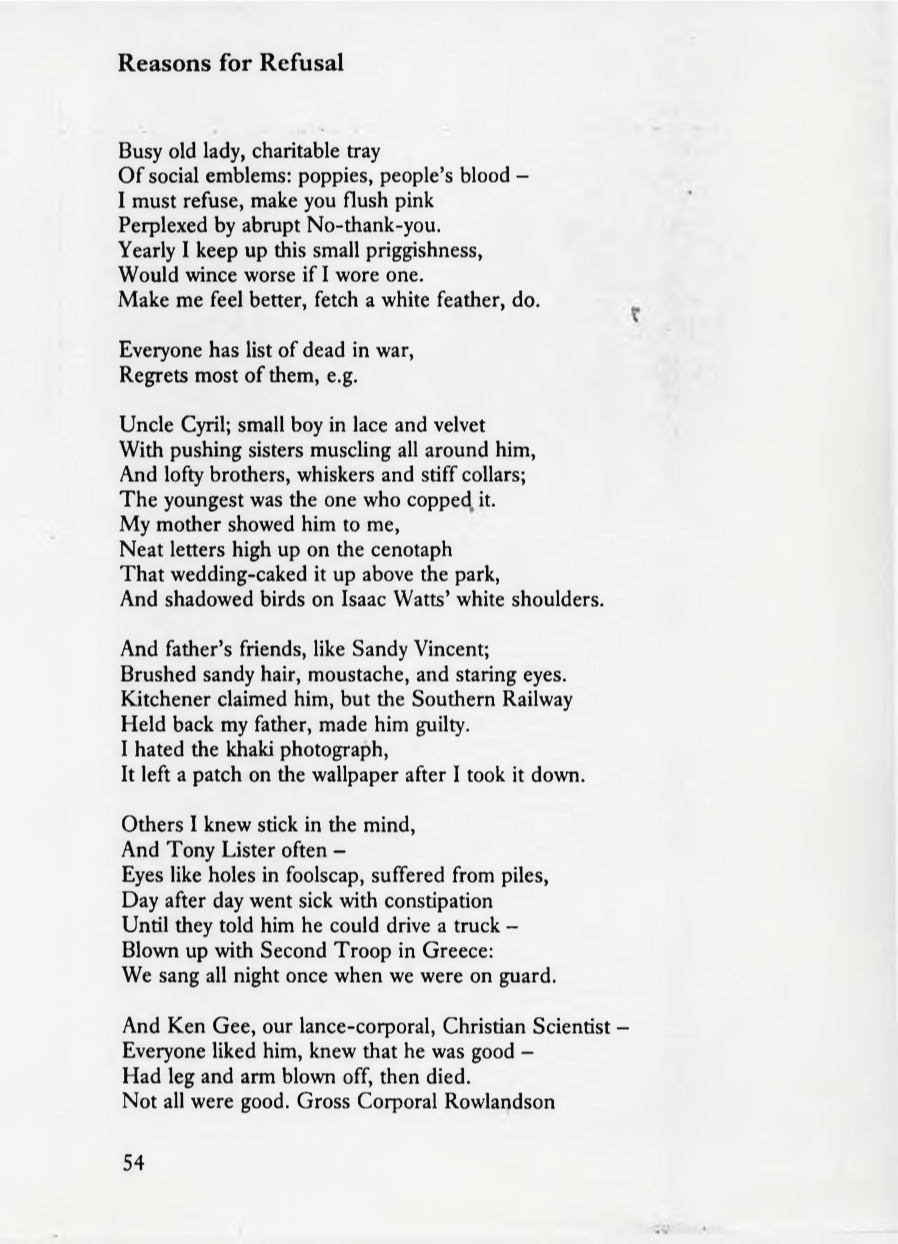 Reasons for Refusal
Busy old lady, charitable tray
Of social emblems: poppies, people's blood –
I must refuse, make you flush pink
Perplexed by abrupt No-thank-you.
Yearly I keep up this small priggishness,
Would wince worse if I wore one.
Make me feel better, fetch a white feather, do.
Everyone has list of dead in war,
Regrets most of them, e.g.
Uncle Cyril; small boy in lace and velvet
With pushing sisters muscling all around him,
And lofty brothers, whiskers and stiff collars;
The youngest was the one who copped it.
My mother showed him to me,
Neat letters high up on the cenotaph
That wedding-caked it up above the park,
And shadowed birds on Isaac Watts' white shoulders.
And father's friends, like Sandy Vincent;
Brushed sandy hair, moustache, and staring eyes.
Kitchener claimed him, but the Southern Railway
Held back my father, made him guilty.
I hated the khaki photograph,
It left a patch on the wallpaper after I took it down.
Others I knew stick in the mind,
And Tony Lister often –
Eyes like holes in foolscap, suffered from piles,
Day after day went sick with constipation
Until they told him he could drive a truck –
Blown up with Second Troop in Greece:
We sang all night once when we were on guard.
And Ken Gee, our lance-corporal, Christian Scientist –
Everyone liked him, knew that he was good –
Had leg and arm blown off, then died.
Not all were good. Gross Corporal Rowlandson
54